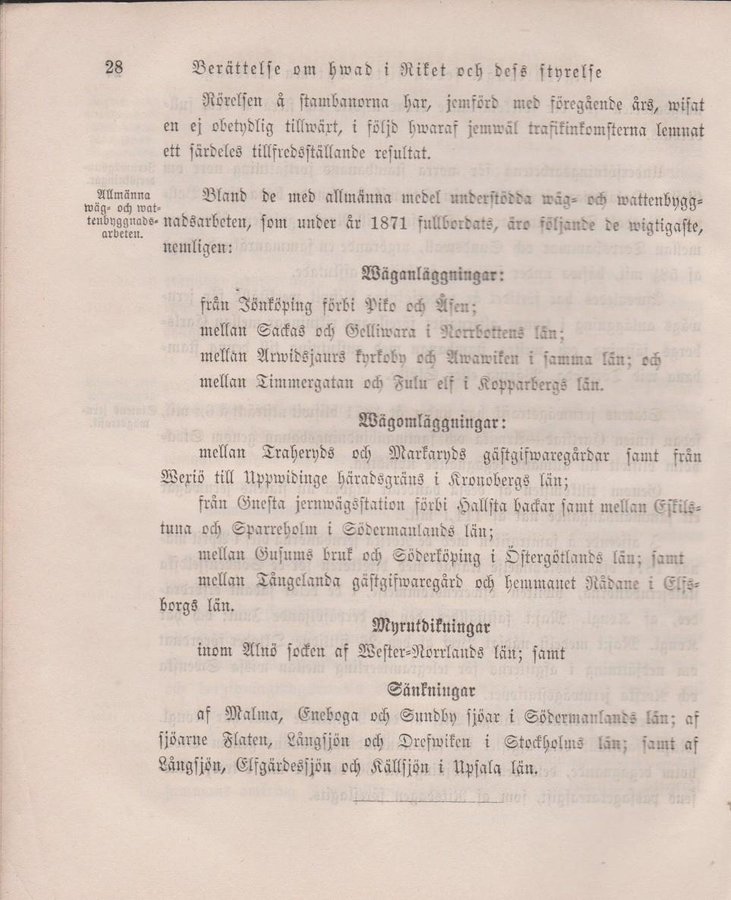 28 Berättelse om hwad i Riket och dess styrelse
Rörelsen å stambanorna har, jemförd med föregående års, wisat
en ej obetydlig tillwäxt, i följd hwaraf jemwäl trafikinkomsterna lemnat
ett särdeles tillfredsställande resultat.
Allmänna
wäg- och wat-
tenbyggnads-
arbeten.
Bland de med allmänna medel understödda wäg- och wattenbygg-
nadsarbeten, som under år 1871 fullbordats, äro följande de wigtigaste,
nemligen:
Wäganläggningar:
från Jönköping förbi Piko och Åsen;
mellan Sackas och Gelliwara i Norrbottens län;
mellan Arwidsjaurs kyrkoby och Awawiken i samma län; och
mellan Timmergatan och Fulu elf i Kopparbergs län.
Wägomläggningar:
mellan Traheryds och Markaryds gästgifwaregårdar samt från
Wexiö till Uppwidinge häradsgräns i Kronobergs län;
från Gnesta jernwägsstation förbi Hallsta backar samt mellan Eskils-
tuna och Sparreholm i Södermanlands län;
mellan Gusums bruk och Söderköping i Östergötlands län; samt
mellan Tångelanda gästgifwaregård och hemmanet Rådane i Elfs-
borgs län.
Myrutdikningar
inom Alnö socken af Wester-Norrlands län; samt
Sänkningar
af Malma, Eneboga och Sundby sjöar i Södermanlands län; af
sjöarne Flaten, Långsjön och Drefwiken i Stockholms län; samt af
Långsjön, Elfgärdessjön och Källsjön i Upsala län.